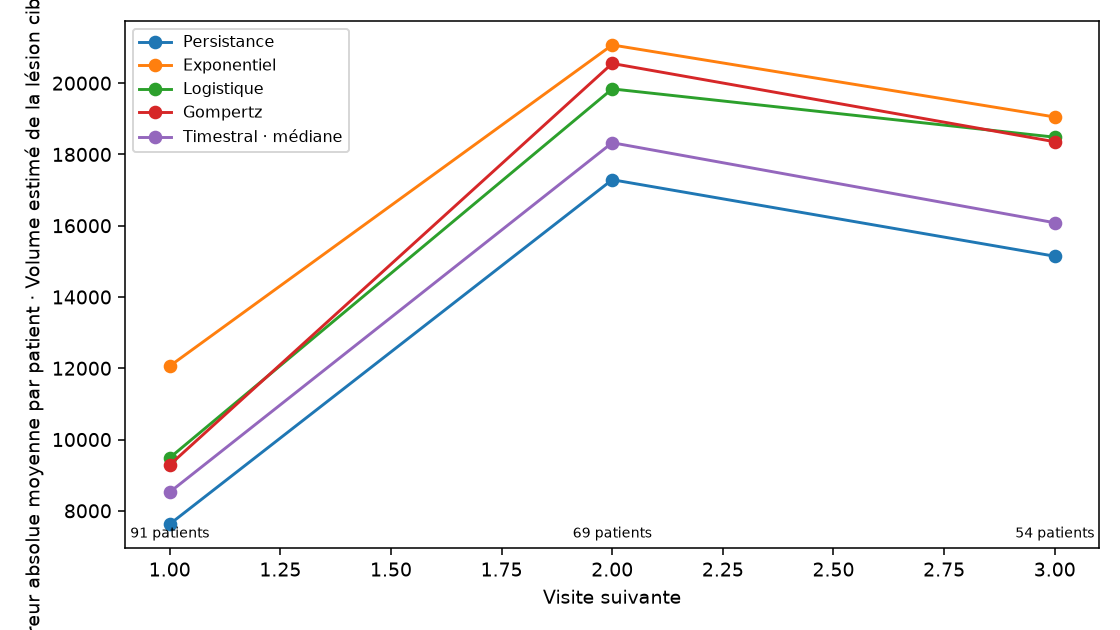 reur absolue moyenne par patient · Volume estimé de la lésion cib
20000
18000
16000
14000
12000
10000
8000
Persistance
Exponentiel
Logistique
Gompertz
Timestral · médiane
91 patients
69 patients
54 patients
1.00 1.25 1.50 1.75 2.00 2.25 2.50 2.75 3.00
Visite suivante